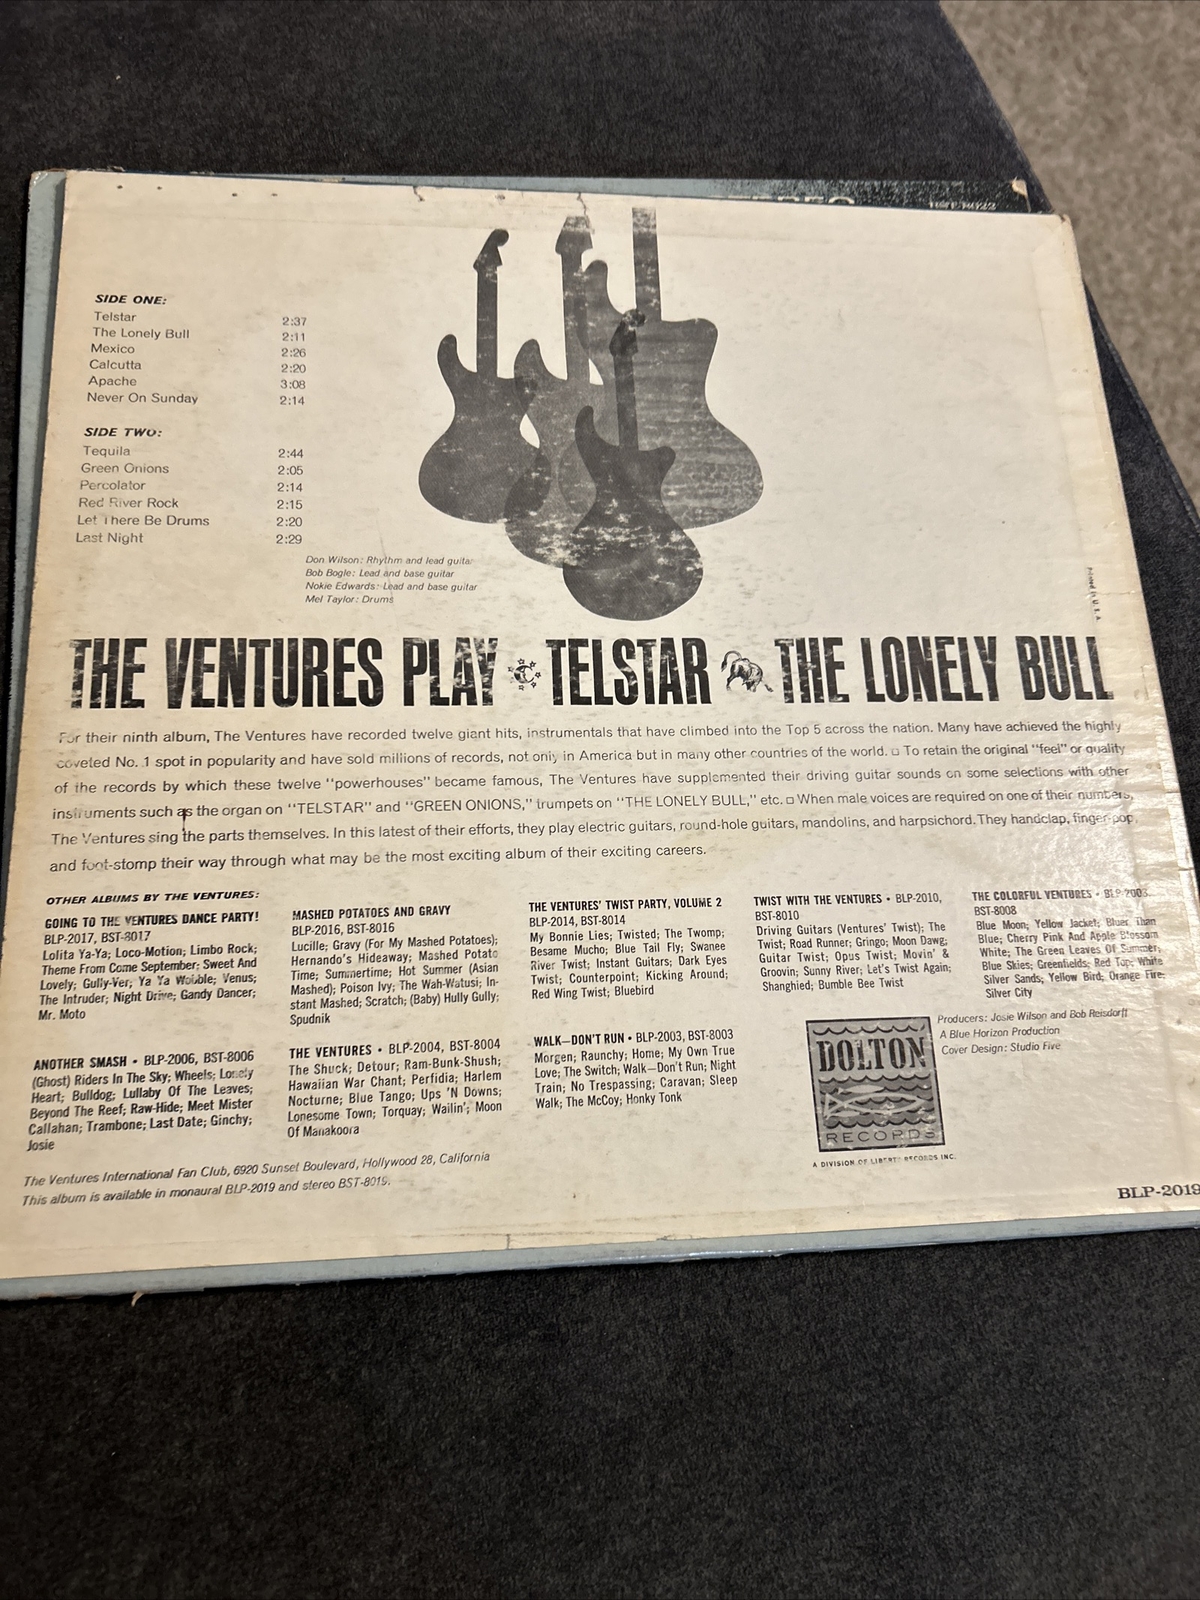 STEREO
BST-8022
SIDE ONE:
Telstar 2:37
The Lonely Bull 2:11
Mexico 2:26
Calcutta 2:20
Apache 3:08
Never On Sunday 2:14
SIDE TWO:
Tequila 2:44
Green Onions 2:05
Percolator 2:14
Red River Rock 2:15
Let There Be Drums 2:20
Last Night 2:29
Don Wilson: Rhythm and lead guitar
Bob Bogle: Lead and base guitar
Nokie Edwards: Lead and base guitar
Mel Taylor: Drums
Printed in U.S.A.
THE VENTURES PLAY TELSTAR THE LONELY BULL
For their ninth album, The Ventures have recorded twelve giant hits, instrumentals that have climbed into the Top 5 across the nation. Many have achieved the highly
coveted No. 1 spot in popularity and have sold millions of records, not only in America but in many other countries of the world. □ To retain the original "feel" or quality
of the records by which these twelve "powerhouses" became famous, The Ventures have supplemented their driving guitar sounds on some selections with other
instruments such as the organ on "TELSTAR" and "GREEN ONIONS," trumpets on "THE LONELY BULL," etc. □ When male voices are required on one of their numbers,
The Ventures sing the parts themselves. In this latest of their efforts, they play electric guitars, round-hole guitars, mandolins, and harpsichord. They handclap, finger-pop,
and foot-stomp their way through what may be the most exciting album of their exciting careers.
OTHER ALBUMS BY THE VENTURES:
GOING TO THE VENTURES DANCE PARTY!
BLP-2017, BST-8017
Lolita Ya-Ya; Loco-Motion; Limbo Rock;
Theme From Come September; Sweet And
Lovely; Gully-Ver; Ya Ya Wobble; Venus;
The Intruder; Night Drive; Gandy Dancer;
Mr. Moto
MASHED POTATOES AND GRAVY
BLP-2016, BST-8016
Lucille; Gravy (For My Mashed Potatoes);
Hernando's Hideaway; Mashed Potato
Time; Summertime; Hot Summer (Asian
Mashed); Poison Ivy; The Wah-Watusi; In-
stant Mashed; Scratch; (Baby) Hully Gully;
Spudnik
THE VENTURES' TWIST PARTY, VOLUME 2
BLP-2014, BST-8014
My Bonnie Lies; Twisted; The Twomp;
Besame Mucho; Blue Tail Fly; Swanee
River Twist; Instant Guitars; Dark Eyes
Twist; Counterpoint; Kicking Around;
Red Wing Twist; Bluebird
TWIST WITH THE VENTURES • BLP-2010,
BST-8010
Driving Guitars (Ventures' Twist); The
Twist; Road Runner; Gringo; Moon Dawg;
Guitar Twist; Opus Twist; Movin' &
Groovin; Sunny River; Let's Twist Again;
Shanghied; Bumble Bee Twist
THE COLORFUL VENTURES • BLP-2008,
BST-8008
Blue Moon; Yellow Jacket; Bluer Than
Blue; Cherry Pink And Apple Blossom
White; The Green Leaves Of Summer;
Blue Skies; Greenfields; Red Top; White
Silver Sands; Yellow Bird; Orange Fire;
Silver City
ANOTHER SMASH • BLP-2006, BST-8006
(Ghost) Riders In The Sky; Wheels; Lonely
Heart; Bulldog; Lullaby Of The Leaves;
Beyond The Reef; Raw-Hide; Meet Mister
Callahan; Trambone; Last Date; Ginchy;
Josie
THE VENTURES • BLP-2004, BST-8004
The Shuck; Detour; Ram-Bunk-Shush;
Hawaiian War Chant; Perfidia; Harlem
Nocturne; Blue Tango; Ups 'N Downs;
Lonesome Town; Torquay; Wailin'; Moon
Of Manakoora
WALK—DON'T RUN • BLP-2003, BST-8003
Morgen; Raunchy; Home; My Own True
Love; The Switch; Walk—Don't Run; Night
Train; No Trespassing; Caravan; Sleep
Walk; The McCoy; Honky Tonk
DOLTON
RECORDS
A DIVISION OF LIBERTY RECORDS INC.
Producers: Josie Wilson and Bob Reisdorff
A Blue Horizon Production
Cover Design: Studio Five
The Ventures International Fan Club, 6920 Sunset Boulevard, Hollywood 28, California
This album is available in monaural BLP-2019 and stereo BST-8019.
BLP-2019